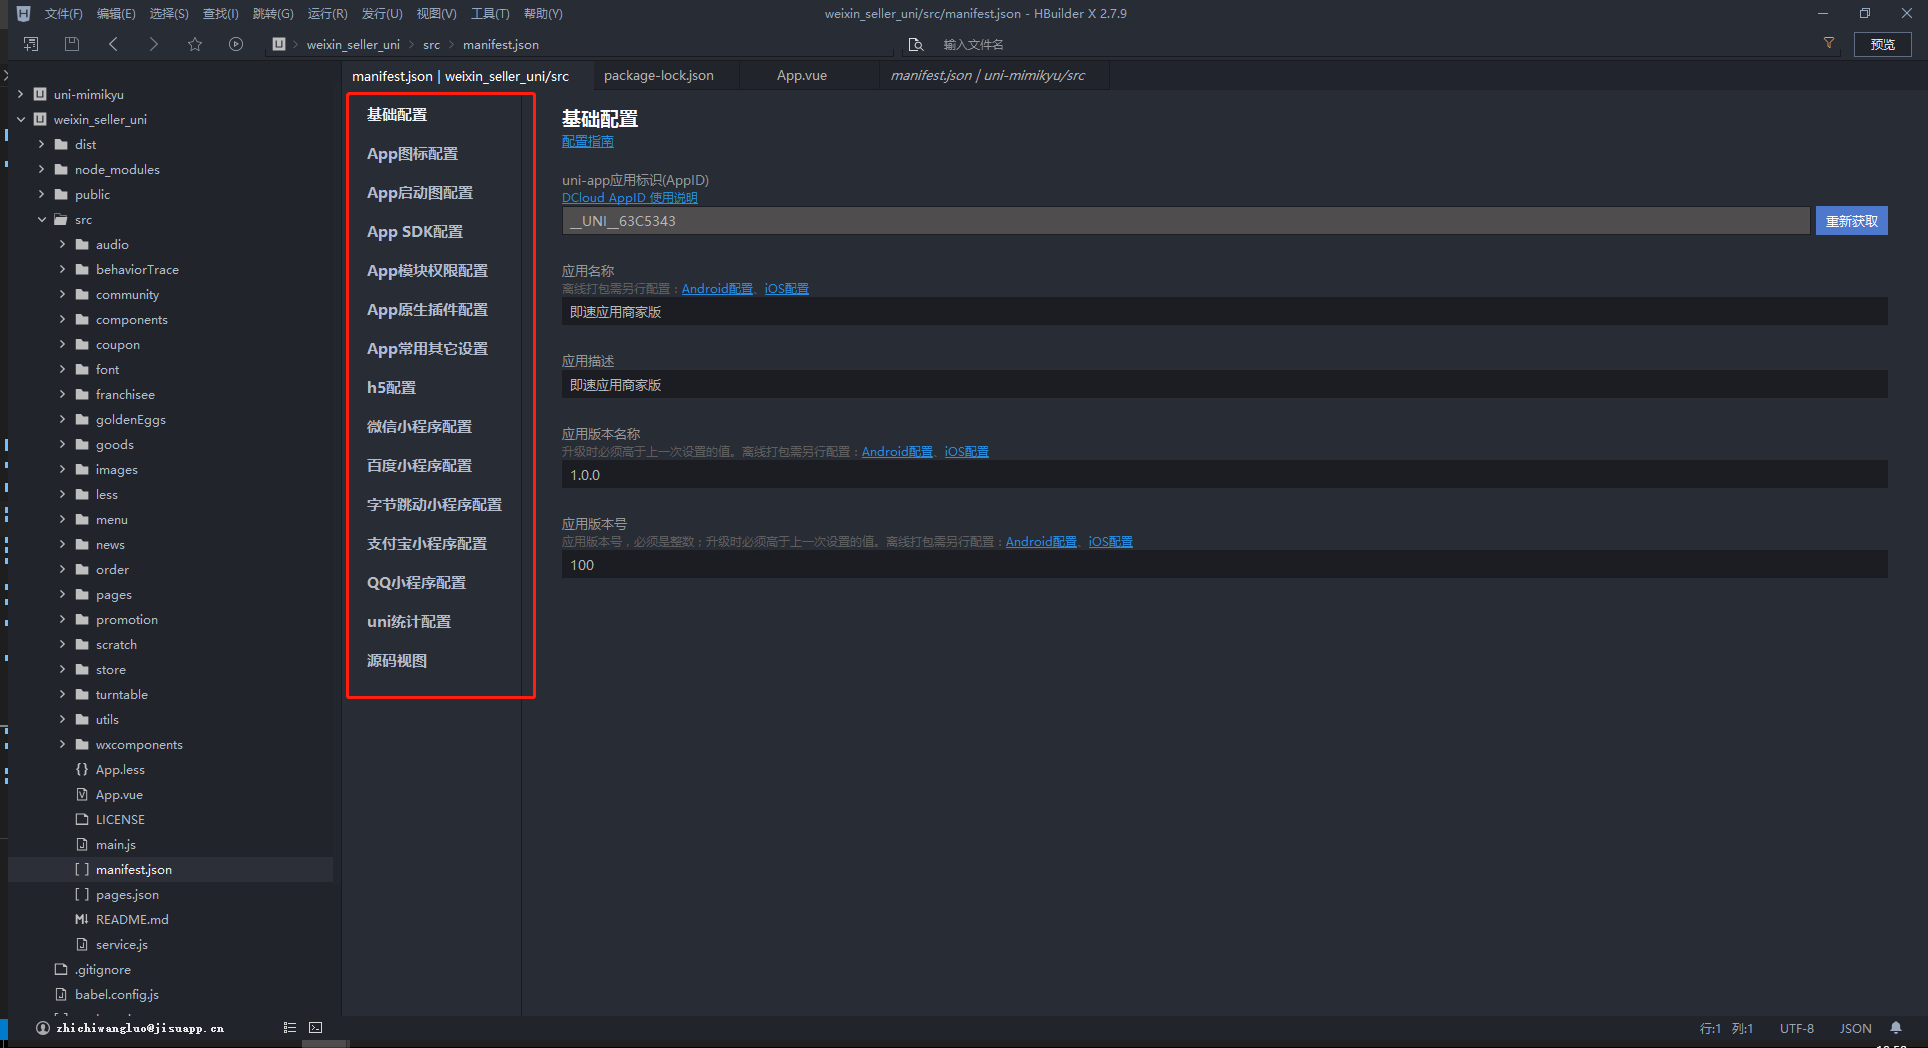 文件(F) 编辑(E) 选择(S) 查找(I) 跳转(G) 运行(R) 发行(U) 视图(V) 工具(T) 帮助(Y)
weixin_seller_uni/src/manifest.json - HBuilder X 2.7.9
weixin_seller_uni src manifest.json
输入文件名
预览
manifest.json | weixin_seller_uni/src
package-lock.json
App.vue
manifest.json | uni-mimikyu/src
uni-mimikyu
weixin_seller_uni
dist
node_modules
public
src
audio
behaviorTrace
community
components
coupon
font
franchisee
goldenEggs
goods
images
less
menu
news
order
pages
promotion
scratch
store
turntable
utils
wxcomponents
App.less
App.vue
LICENSE
main.js
manifest.json
pages.json
README.md
service.js
.gitignore
babel.config.js
基础配置
App图标配置
App启动图配置
App SDK配置
App模块权限配置
App原生插件配置
App常用其它设置
h5配置
微信小程序配置
百度小程序配置
字节跳动小程序配置
支付宝小程序配置
QQ小程序配置
uni统计配置
源码视图
基础配置
配置指南
uni-app应用标识(AppID)
DCloud AppID 使用说明
__UNI__63C5343
重新获取
应用名称
离线打包需另行配置：Android配置、iOS配置
即速应用商家版
应用描述
即速应用商家版
应用版本名称
升级时必须高于上一次设置的值。离线打包需另行配置：Android配置、iOS配置
1.0.0
应用版本号
应用版本号，必须是整数；升级时必须高于上一次设置的值。离线打包需另行配置：Android配置、iOS配置
100
zhichiwangluo@jisuapp.cn
行:1 列:1 UTF-8 JSON